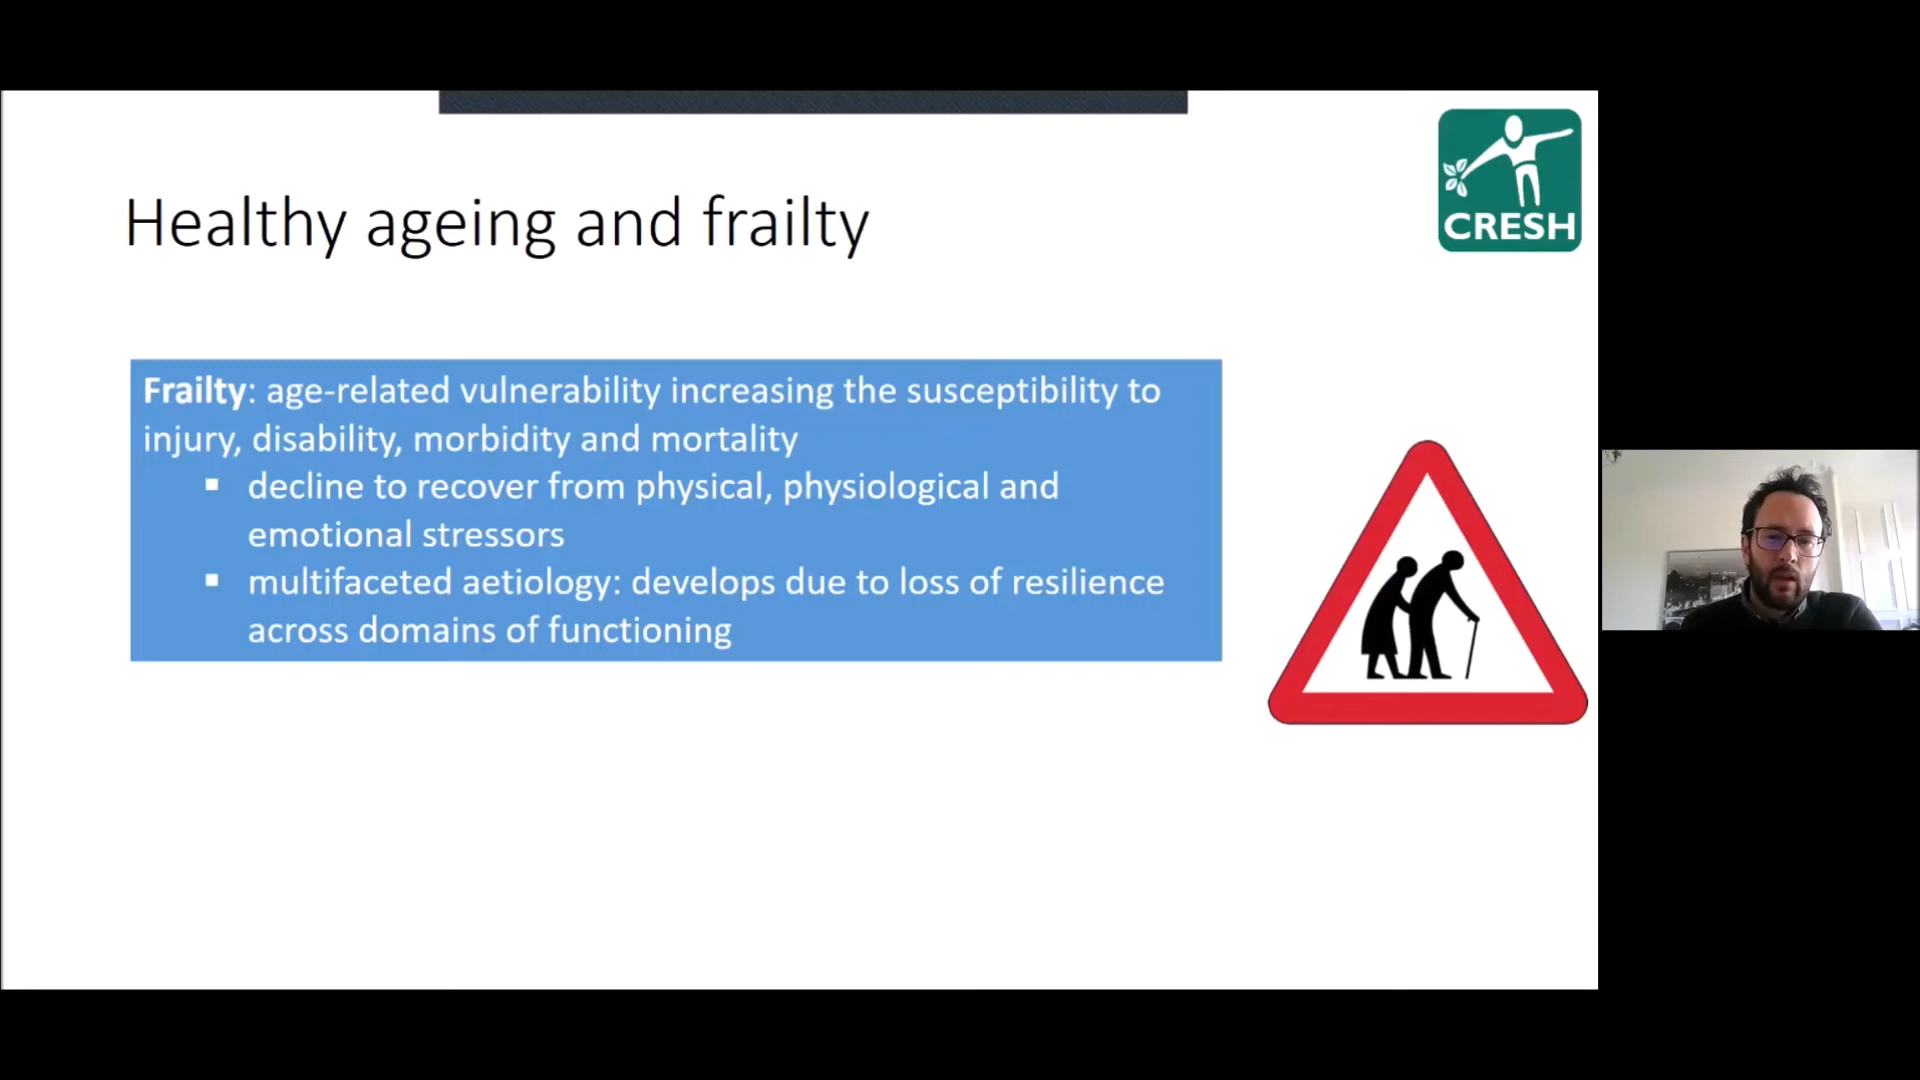 Healthy ageing and frailty
CRESH
Frailty: age-related vulnerability increasing the susceptibility to
injury, disability, morbidity and mortality
▪ decline to recover from physical, physiological and
emotional stressors
▪ multifaceted aetiology: develops due to loss of resilience
across domains of functioning